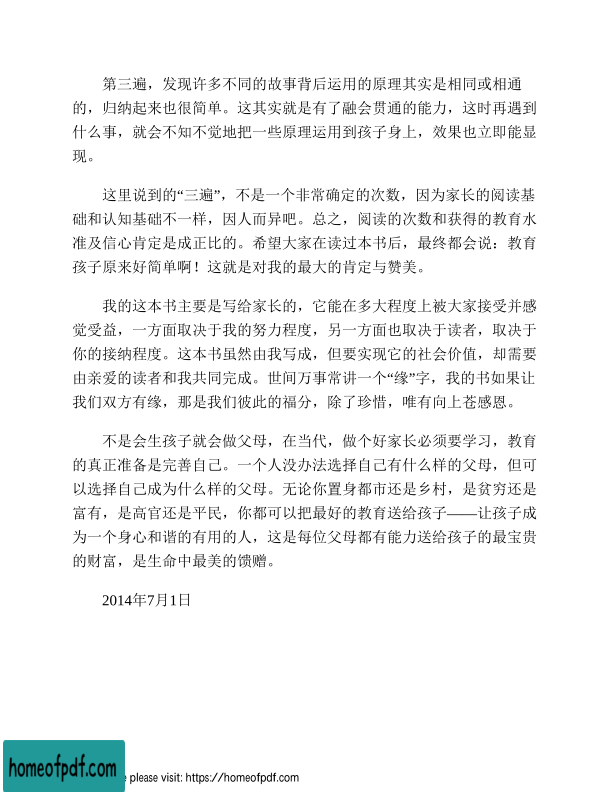 第三遍，发现许多不同的故事背后运用的原理其实是相同或相通
的，归纳起来也很简单。这其实就是有了融会贯通的能力，这时再遇到
什么事，就会不知不觉地把一些原理运用到孩子身上，效果也立即能显
现。
这里说到的“三遍”，不是一个非常确定的次数，因为家长的阅读基
础和认知基础不一样，因人而异吧。总之，阅读的次数和获得的教育水
准及信心肯定是成正比的。希望大家在读过本书后，最终都会说：教育
孩子原来好简单啊！这就是对我的最大的肯定与赞美。
我的这本书主要是写给家长的，它能在多大程度上被大家接受并感
觉受益，一方面取决于我的努力程度，另一方面也取决于读者，取决于
你的接纳程度。这本书虽然由我写成，但要实现它的社会价值，却需要
由亲爱的读者和我共同完成。世间万事常讲一个“缘”字，我的书如果让
我们双方有缘，那是我们彼此的福分，除了珍惜，唯有向上苍感恩。
不是会生孩子就会做父母，在当代，做个好家长必须要学习，教育
的真正准备是完善自己。一个人没办法选择自己有什么样的父母，但可
以选择自己成为什么样的父母。无论你置身都市还是乡村，是贫穷还是
富有，是高官还是平民，你都可以把最好的教育送给孩子——让孩子成
为一个身心和谐的有用的人，这是每位父母都有能力送给孩子的最宝贵
的财富，是生命中最美的馈赠。
2014年7月1日
homeofpdf.com
please visit: https://homeofpdf.com